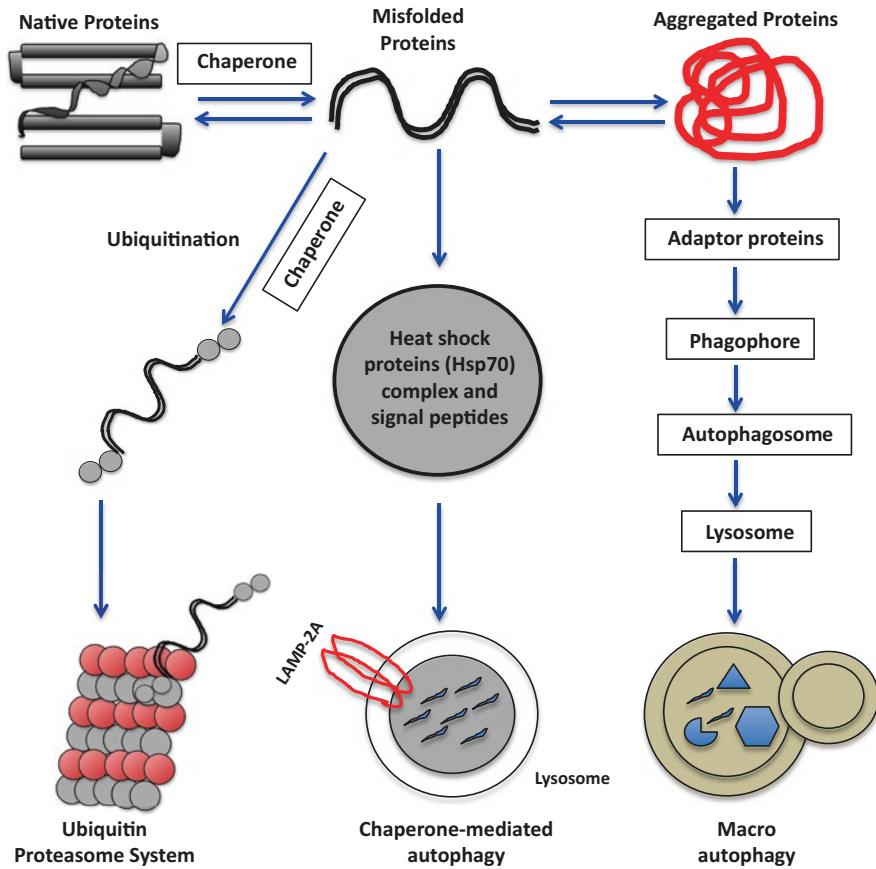 Native Proteins
Misfolded
Proteins
Aggregated Proteins
Chaperone
Ubiquitination
Chaperone
Adaptor proteins
Heat shock
proteins (Hsp70)
complex and
signal peptides
Phagophore
Autophagosome
Lysosome
LAMP-2A
Lysosome
Ubiquitin
Proteasome System
Chaperone-mediated
autophagy
Macro
autophagy